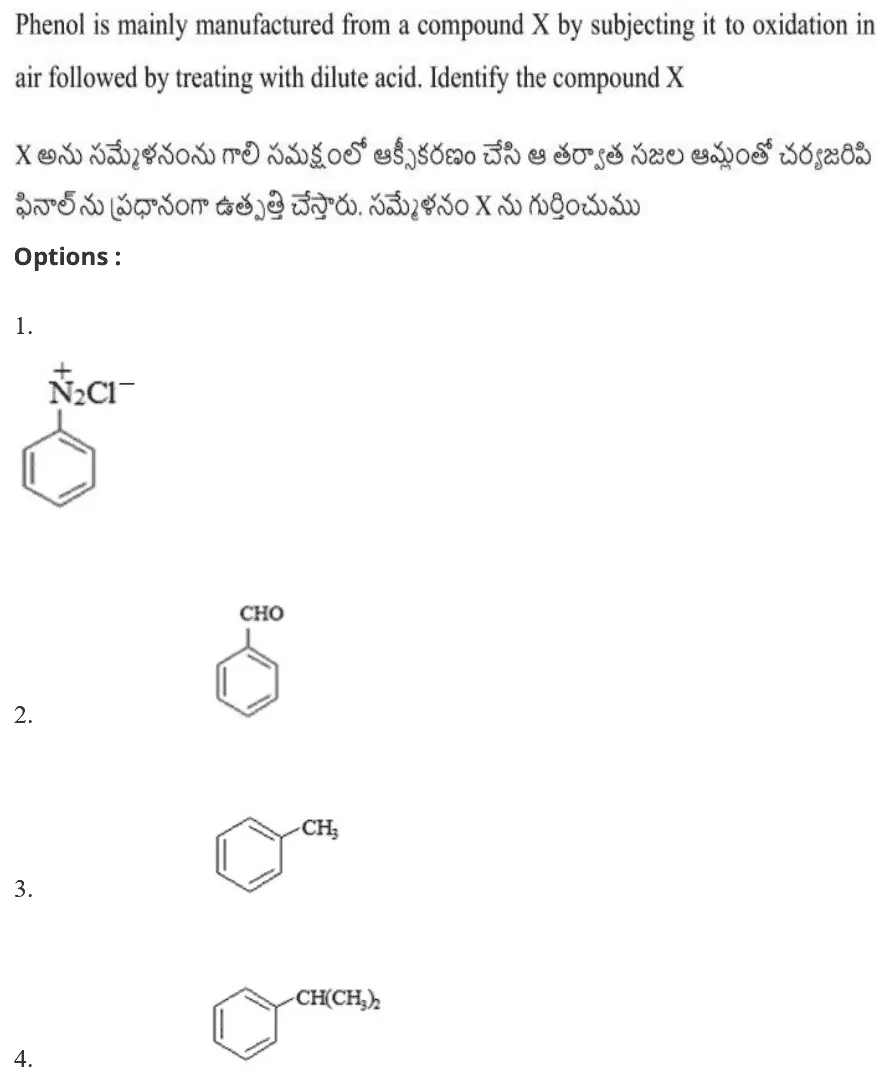 Phenol is mainly manufactured from a compound X by subjecting it to oxidation in
air followed by treating with dilute acid. Identify the compound X
X అను సమ్మేళనంను గాలి సమక్షంలో ఆక్సీకరణం చేసి ఆ తర్వాత సజల ఆమ్లంతో చర్యజరిపి
ఫినాల్‌ను ప్రధానంగా ఉత్పత్తి చేస్తారు. సమ్మేళనం X ను గుర్తించుము
Options :
1.
+
N₂Cl⁻
CHO
2.
CH₃
3.
CH(CH₃)₂
4.